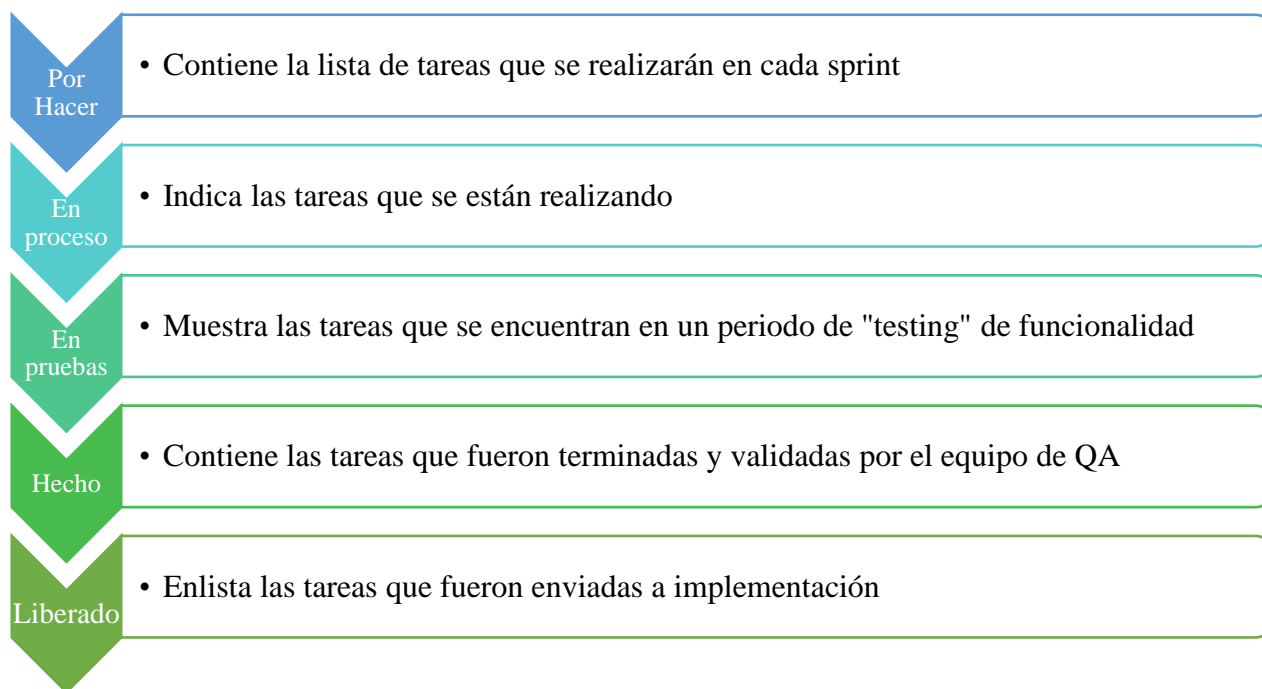 Por
Hacer
• Contiene la lista de tareas que se realizarán en cada sprint
En
proceso
• Indica las tareas que se están realizando
En
pruebas
• Muestra las tareas que se encuentran en un periodo de "testing" de funcionalidad
Hecho
• Contiene las tareas que fueron terminadas y validadas por el equipo de QA
Liberado
• Enlista las tareas que fueron enviadas a implementación